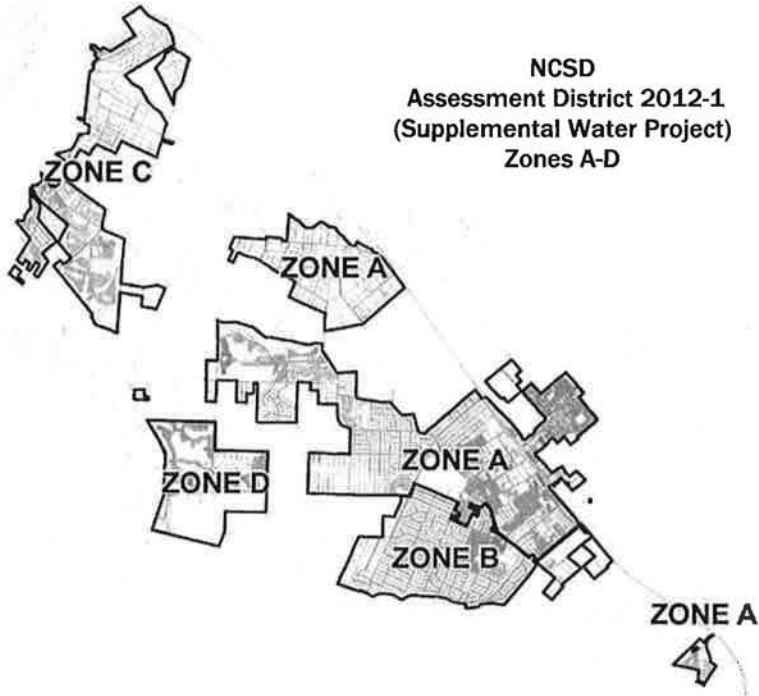 NCSD
Assessment District 2012-1
(Supplemental Water Project)
Zones A-D
ZONE C
ZONE A
ZONE A
ZONE D
ZONE B
ZONE A